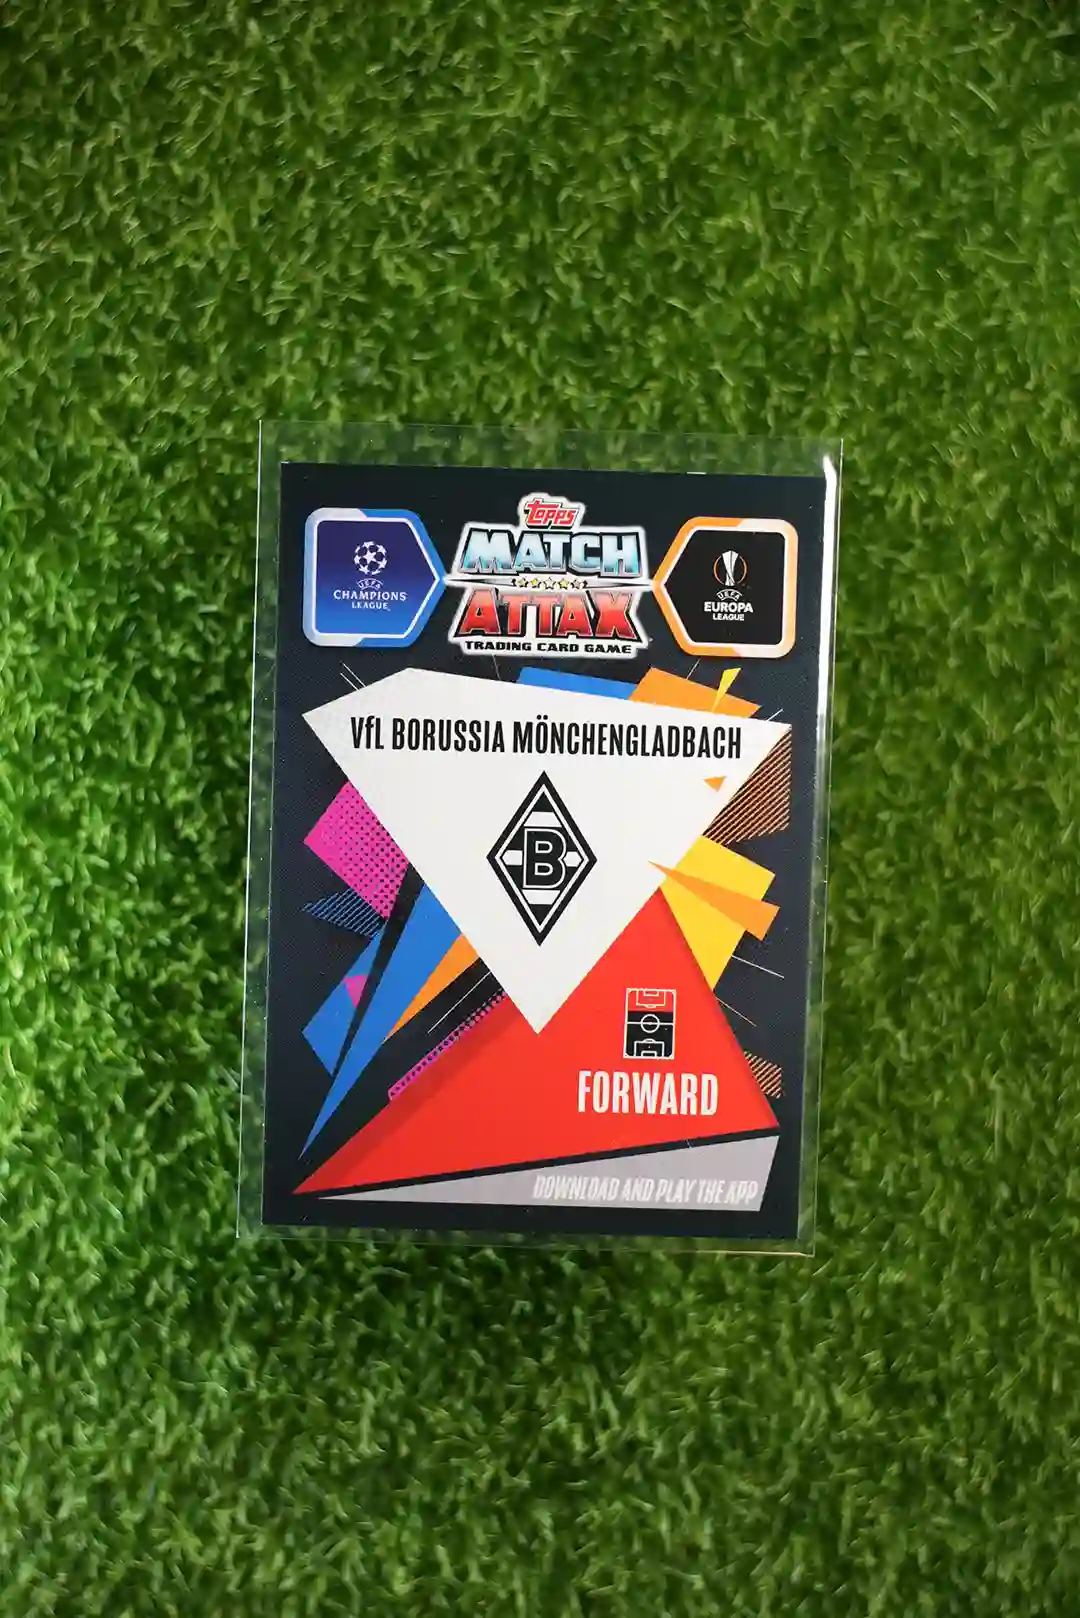 topps
MATCH
ATTAX
TRADING CARD GAME
UEFA
CHAMPIONS
LEAGUE
UEFA
EUROPA
LEAGUE
VfL BORUSSIA MÖNCHENGLADBACH
B
FORWARD
DOWNLOAD AND PLAY THE APP